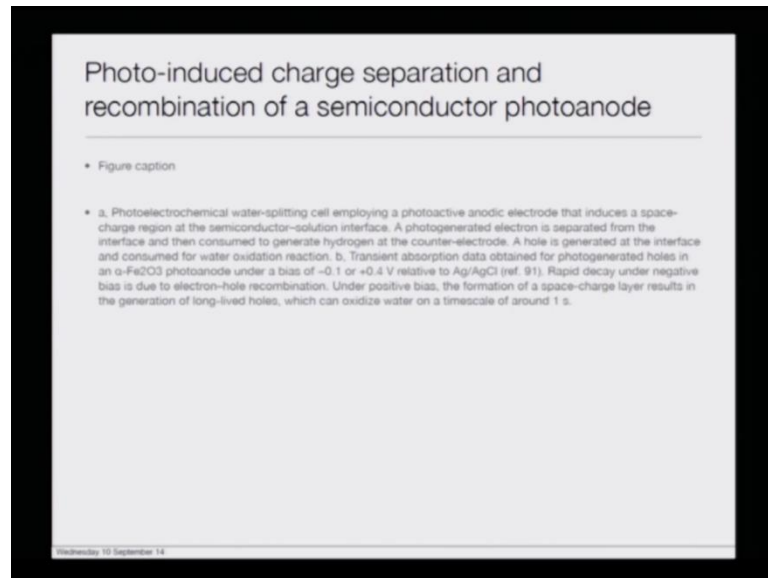 Photo-induced charge separation and
recombination of a semiconductor photoanode
• Figure caption
• a, Photoelectrochemical water-splitting cell employing a photoactive anodic electrode that induces a space-
charge region at the semiconductor–solution interface. A photogenerated electron is separated from the
interface and then consumed to generate hydrogen at the counter-electrode. A hole is generated at the interface
and consumed for water oxidation reaction. b, Transient absorption data obtained for photogenerated holes in
an α-Fe2O3 photoanode under a bias of –0.1 or +0.4 V relative to Ag/AgCl (ref. 91). Rapid decay under negative
bias is due to electron–hole recombination. Under positive bias, the formation of a space-charge layer results in
the generation of long-lived holes, which can oxidize water on a timescale of around 1 s.
Wednesday 10 September 14